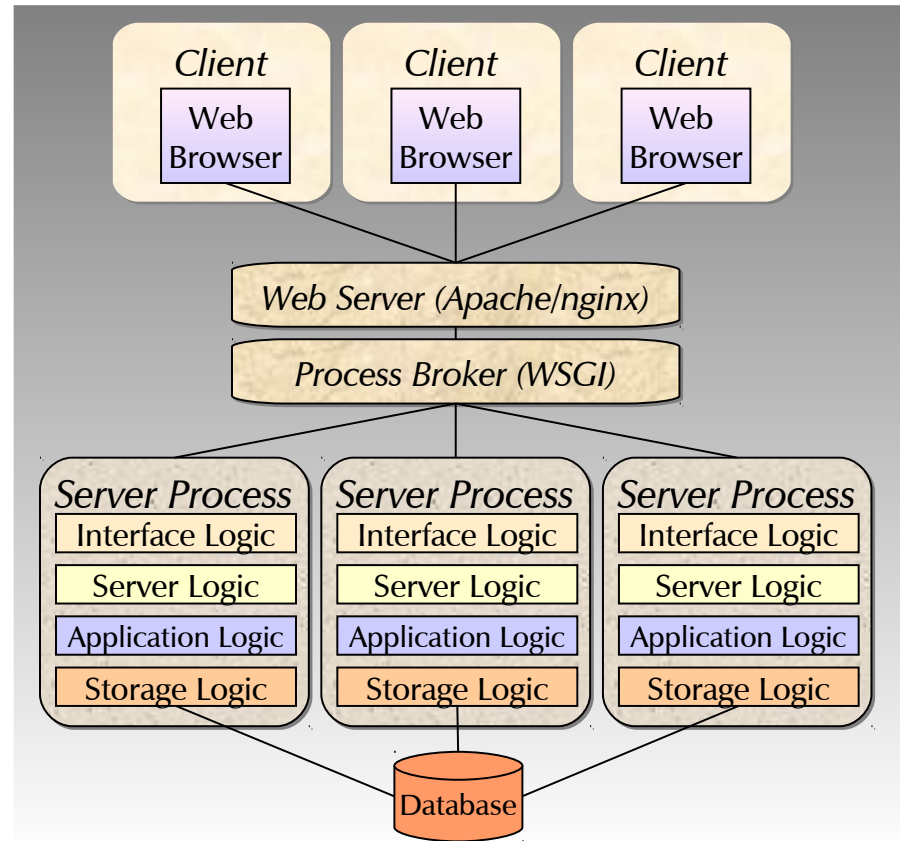 Client
Client
Client
Web
Browser
Web
Browser
Web
Browser
Web Server (Apache/nginx)
Process Broker (WSGI)
Server Process
Interface Logic
Server Logic
Application Logic
Storage Logic
Server Process
Interface Logic
Server Logic
Application Logic
Storage Logic
Server Process
Interface Logic
Server Logic
Application Logic
Storage Logic
Database